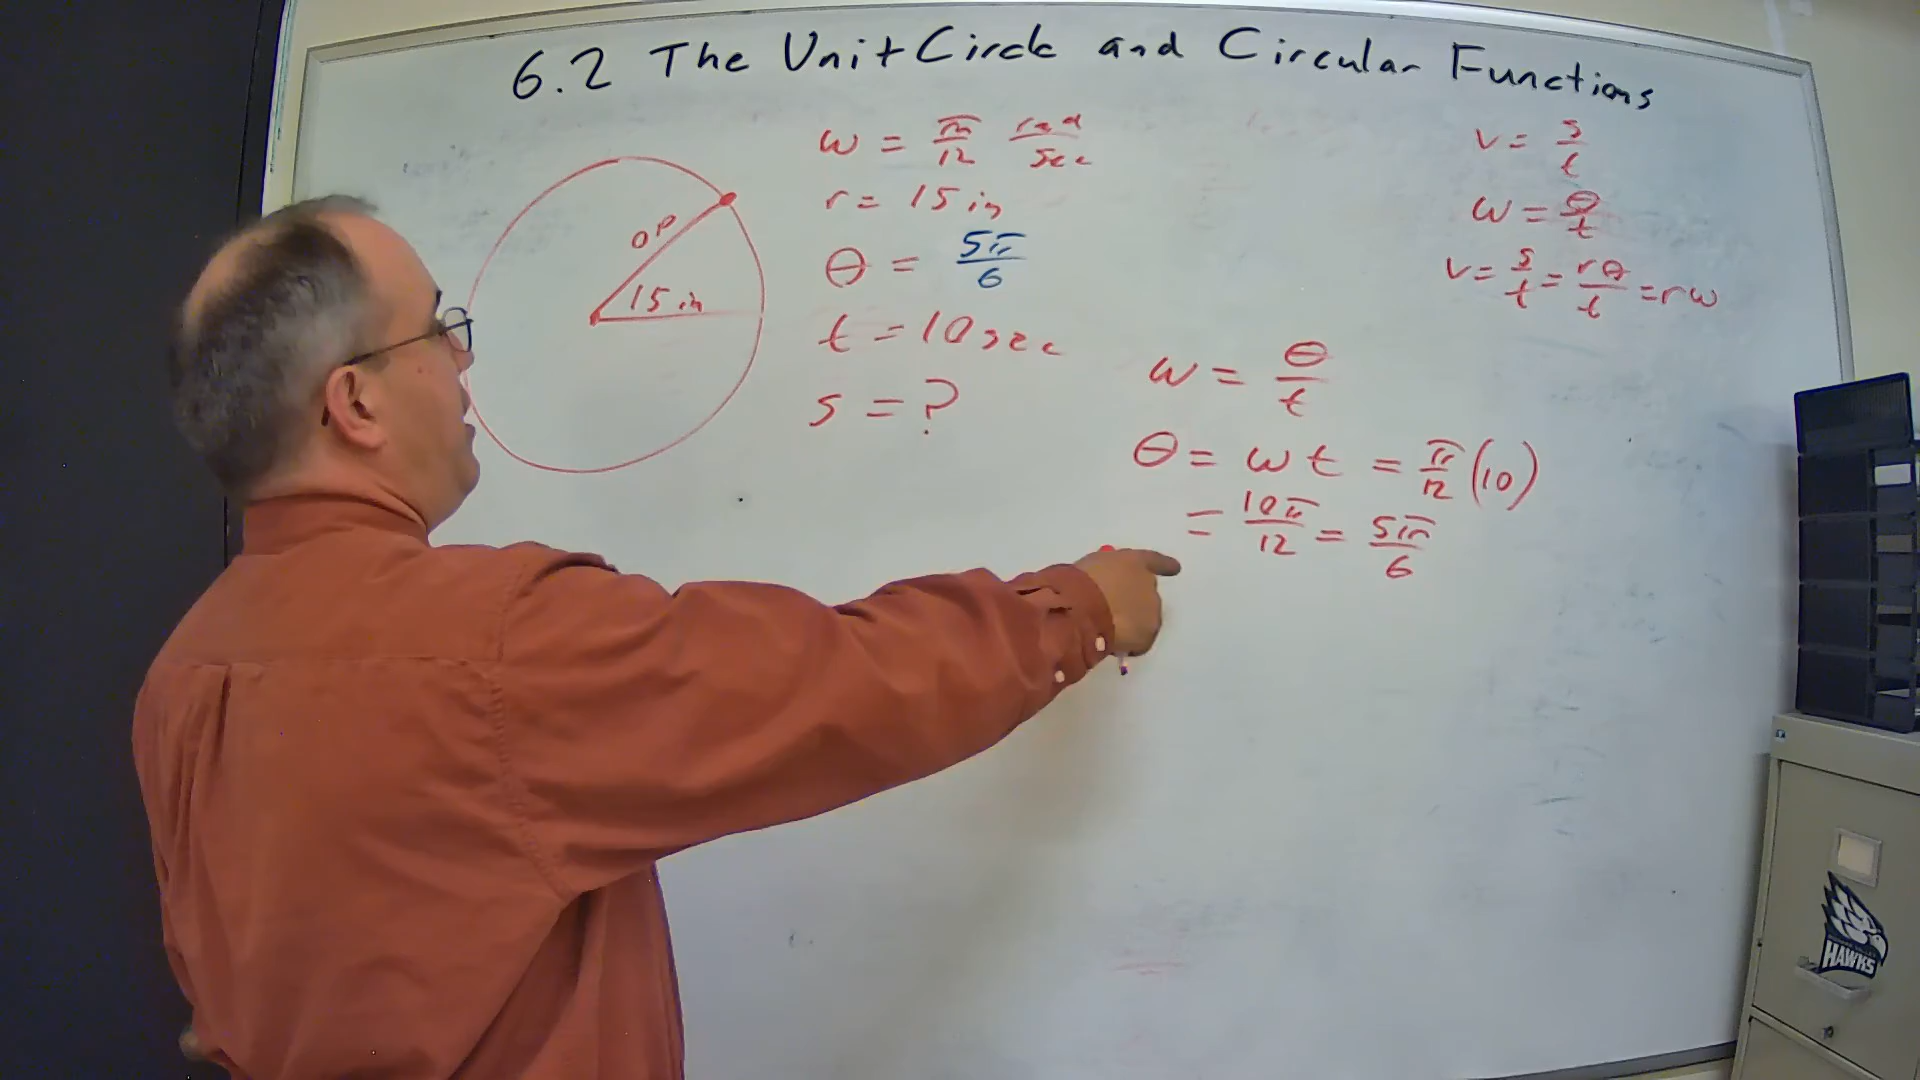 6.2 The Unit Circle and Circular Functions
OP
15 in
ω = π/12 rad/sec
r = 15 in
θ = 5π/6
t = 10 sec
s = ?
v = s/t
ω = θ/t
v = s/t = rθ/t = rω
ω = θ/t
θ = ωt = π/12 (10)
= 10π/12 = 5π/6
HAWKS